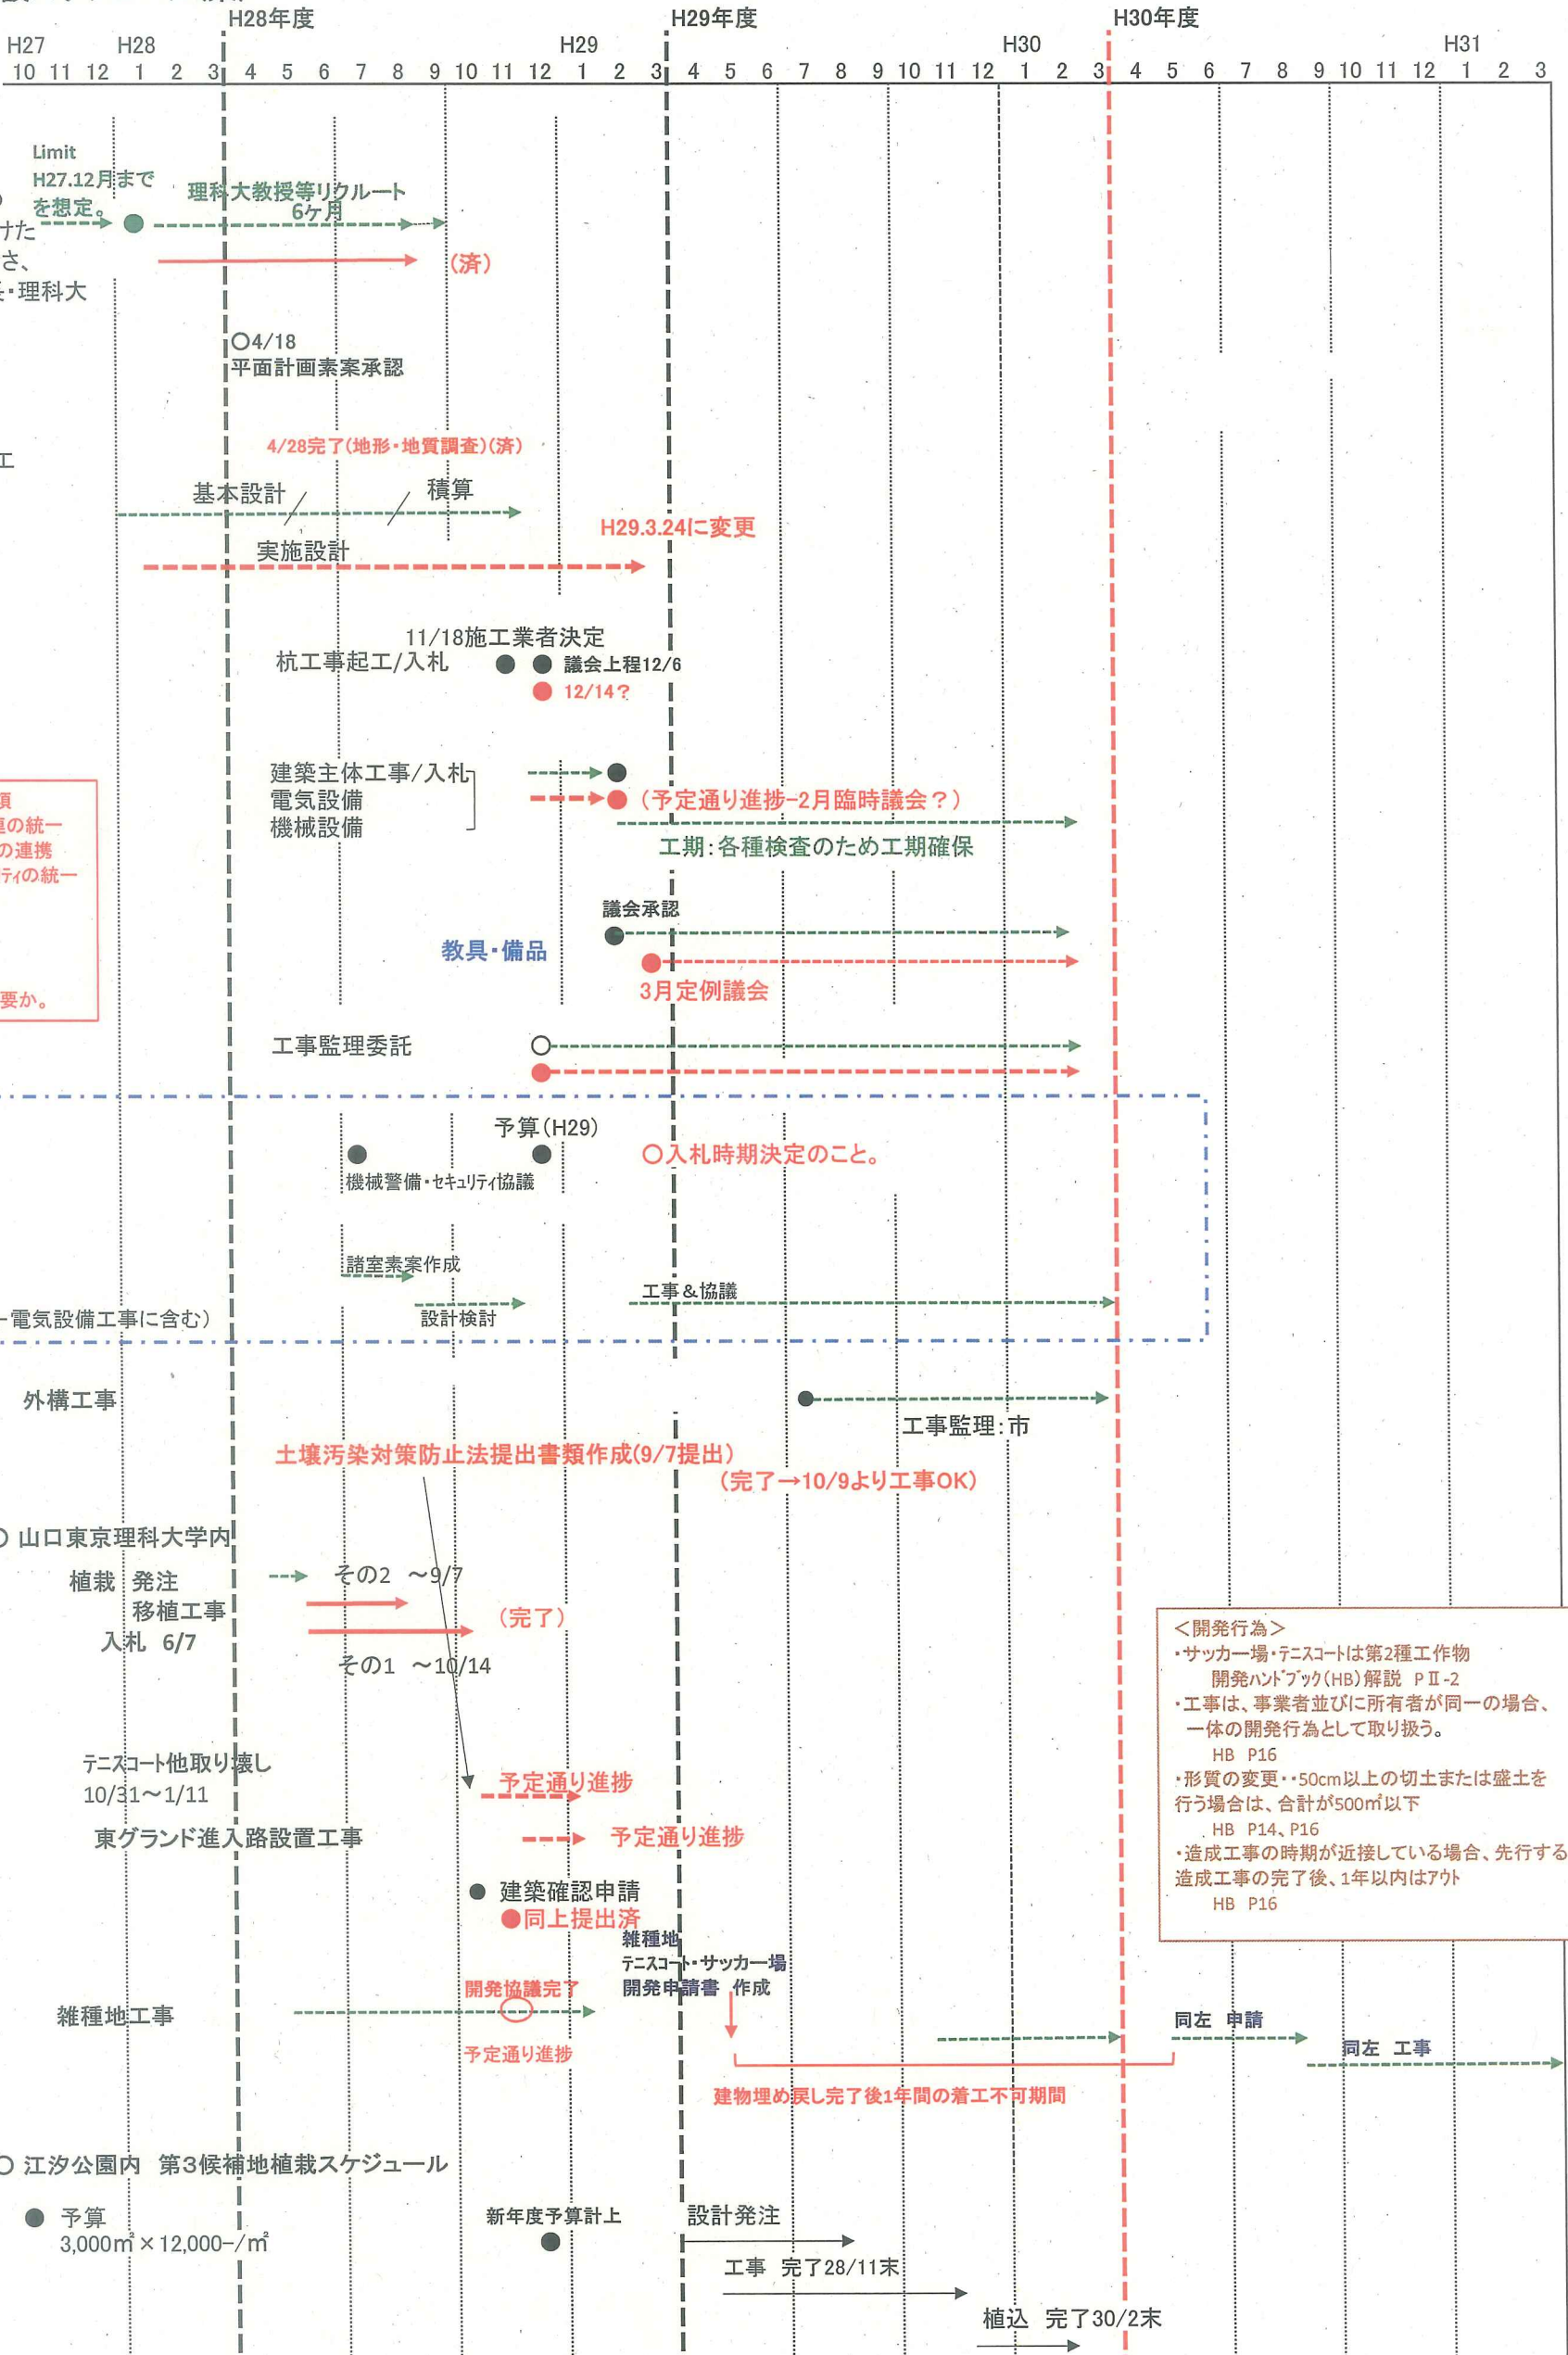 H28年度 H29年度 H30年度
H27 H28 H29 H30 H31
10 11 12 1 2 3 4 5 6 7 8 9 10 11 12 1 2 3 4 5 6 7 8 9 10 11 12 1 2 3 4 5 6 7 8 9 10 11 12 1 2 3
Limit
H27.12月まで
を想定。
理科大教授等リクルート
6ヶ月
けた
さ、
(済)
・理科大
〇4/18
平面計画素案承認
4/28完了(地形・地質調査)(済)
工
基本設計 / / 積算
H29.3.24に変更
実施設計
11/18施工業者決定
杭工事起工/入札 ● ● 議会上程12/6
● 12/14?
建築主体工事/入札
電気設備
機械設備
(予定通り進捗-2月臨時議会?)
工期:各種検査のため工期確保
項
の統一
の連携
ティの統一
要か。
議会承認
教具・備品
3月定例議会
工事監理委託
予算(H29)
〇入札時期決定のこと。
機械警備・セキュリティ協議
諸室素案作成
工事&協議
設計検討
-電気設備工事に含む)
外構工事
工事監理:市
土壌汚染対策防止法提出書類作成(9/7提出)
(完了→10/9より工事OK)
〇 山口東京理科大学内
植栽 発注
その2 ~9/7
移植工事
(完了)
入札 6/7
その1 ~10/14
テニスコート他取り壊し
10/31~1/11
予定通り進捗
東グランド進入路設置工事
予定通り進捗
● 建築確認申請
●同上提出済
雑種地
テニスコート・サッカー場
開発申請書 作成
開発協議完了
雑種地工事
予定通り進捗
同左 申請
同左 工事
建物埋め戻し完了後1年間の着工不可期間
<開発行為>
・サッカー場・テニスコートは第2種工作物
開発ハンドブック(HB)解説 PⅡ-2
・工事は、事業者並びに所有者が同一の場合、
一体の開発行為として取り扱う。
HB P16
・形質の変更・・50cm以上の切土または盛土を
行う場合は、合計が500㎡以下
HB P14、P16
・造成工事の時期が近接している場合、先行する
造成工事の完了後、1年以内はアウト
HB P16
〇 江汐公園内 第3候補地植栽スケジュール
● 予算
3,000㎡×12,000-/㎡
新年度予算計上
設計発注
工事 完了28/11末
植込 完了30/2末